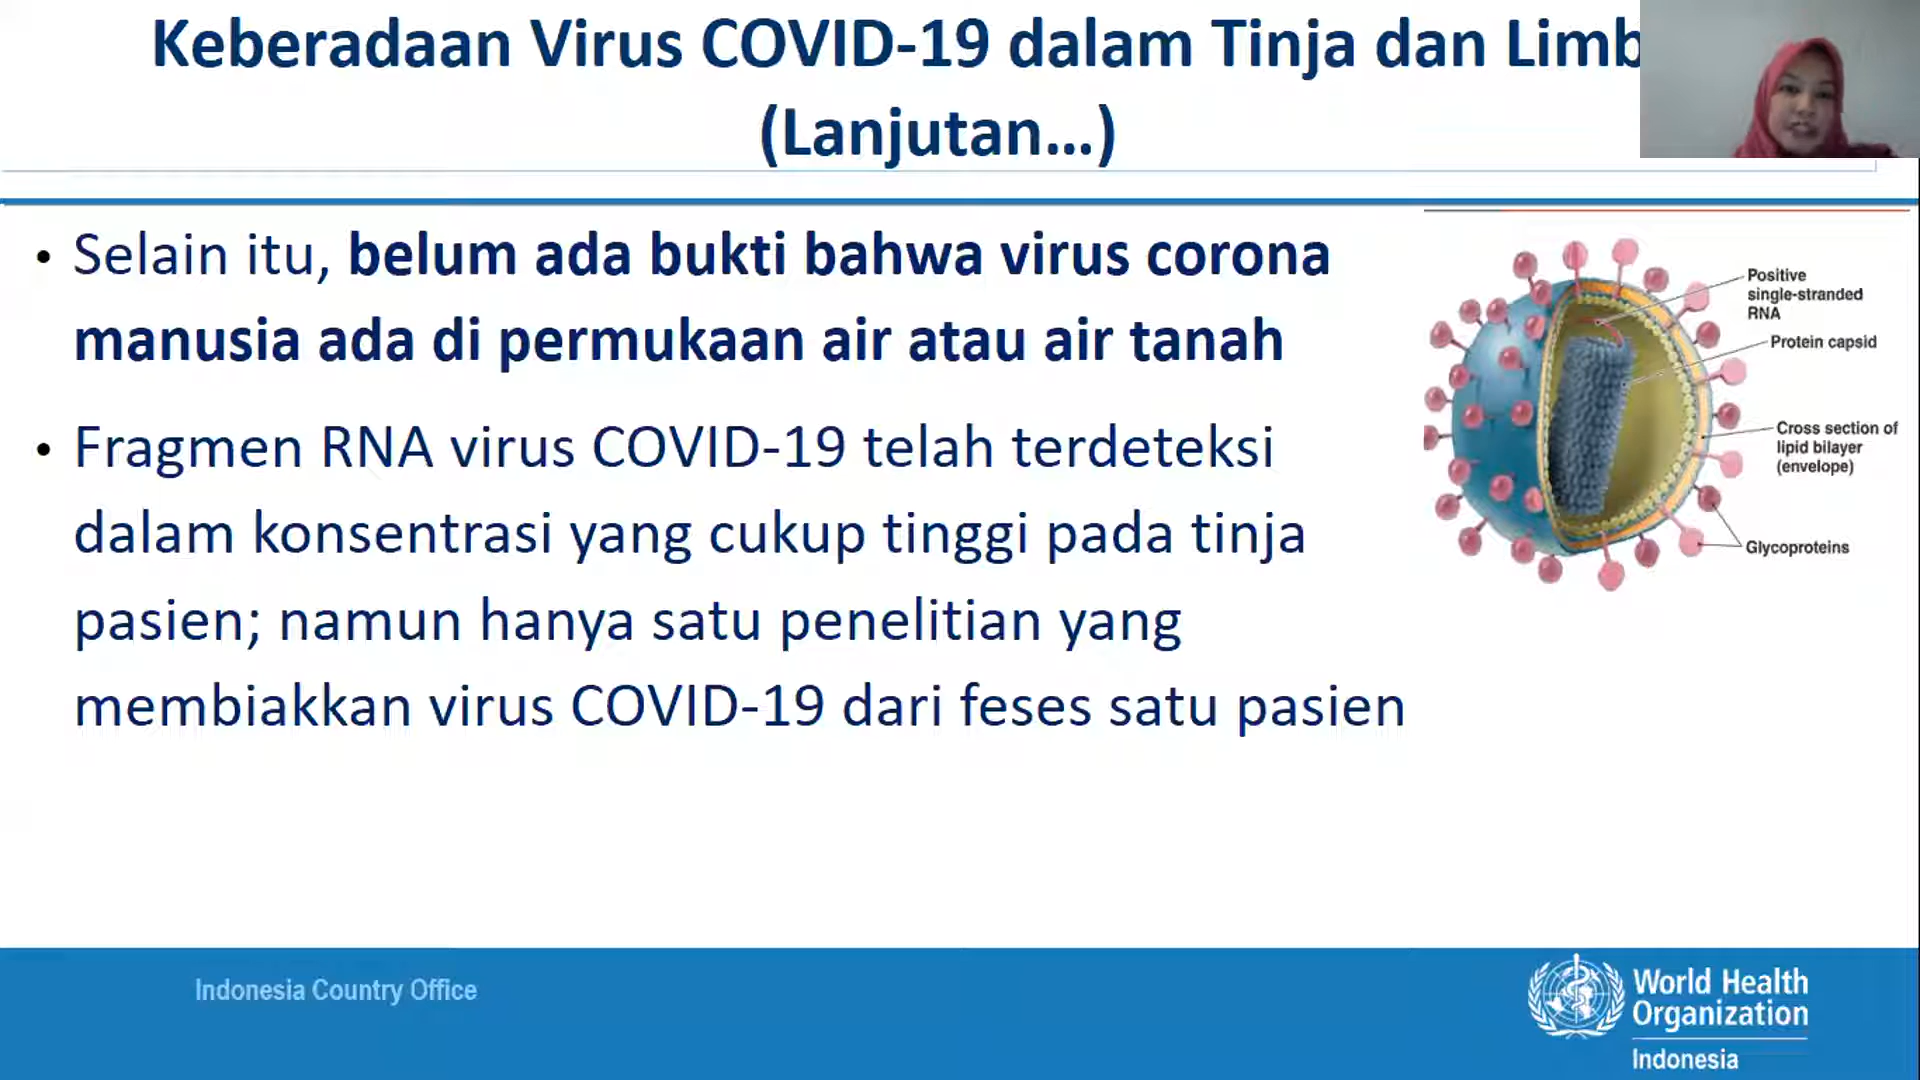 Keberadaan Virus COVID-19 dalam Tinja dan
(Lanjutan...)
• Selain itu, belum ada bukti bahwa virus corona
manusia ada di permukaan air atau air tanah
• Fragmen RNA virus COVID-19 telah terdeteksi
dalam konsentrasi yang cukup tinggi pada tinja
pasien; namun hanya satu penelitian yang
membiakkan virus COVID-19 dari feses satu pasien
Positive
single-stranded
RNA
Protein capsid
Cross section of
lipid bilayer
(envelope)
Glycoproteins
Indonesia Country Office
World Health
Organization
Indonesia